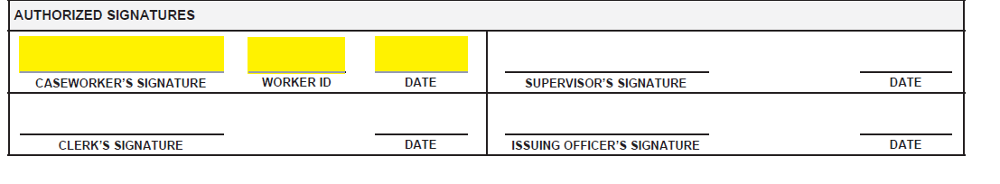 AUTHORIZED SIGNATURES
CASEWORKER'S SIGNATURE WORKER ID DATE SUPERVISOR'S SIGNATURE DATE
CLERK'S SIGNATURE DATE ISSUING OFFICER'S SIGNATURE DATE